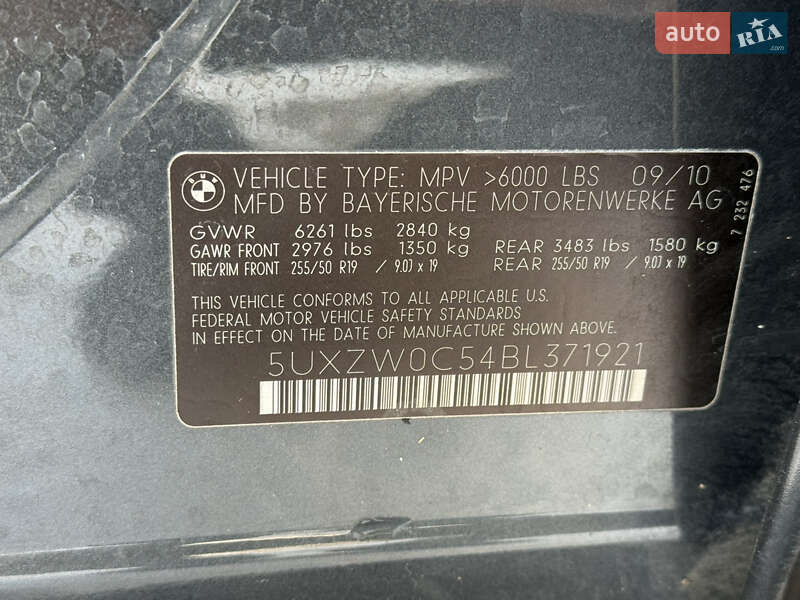 auto RIA
.com
VEHICLE TYPE: MPV >6000 LBS 09/10
MFD BY BAYERISCHE MOTORENWERKE AG
GVWR 6261 lbs 2840 kg
GAWR FRONT 2976 lbs 1350 kg REAR 3483 lbs 1580 kg
TIRE/RIM FRONT 255/50 R19 / 9.0J x 19 REAR 255/50 R19 / 9.0J x 19
THIS VEHICLE CONFORMS TO ALL APPLICABLE U.S.
FEDERAL MOTOR VEHICLE SAFETY STANDARDS
IN EFFECT ON THE DATE OF MANUFACTURE SHOWN ABOVE.
5UXZW0C54BL371921
7 232 476